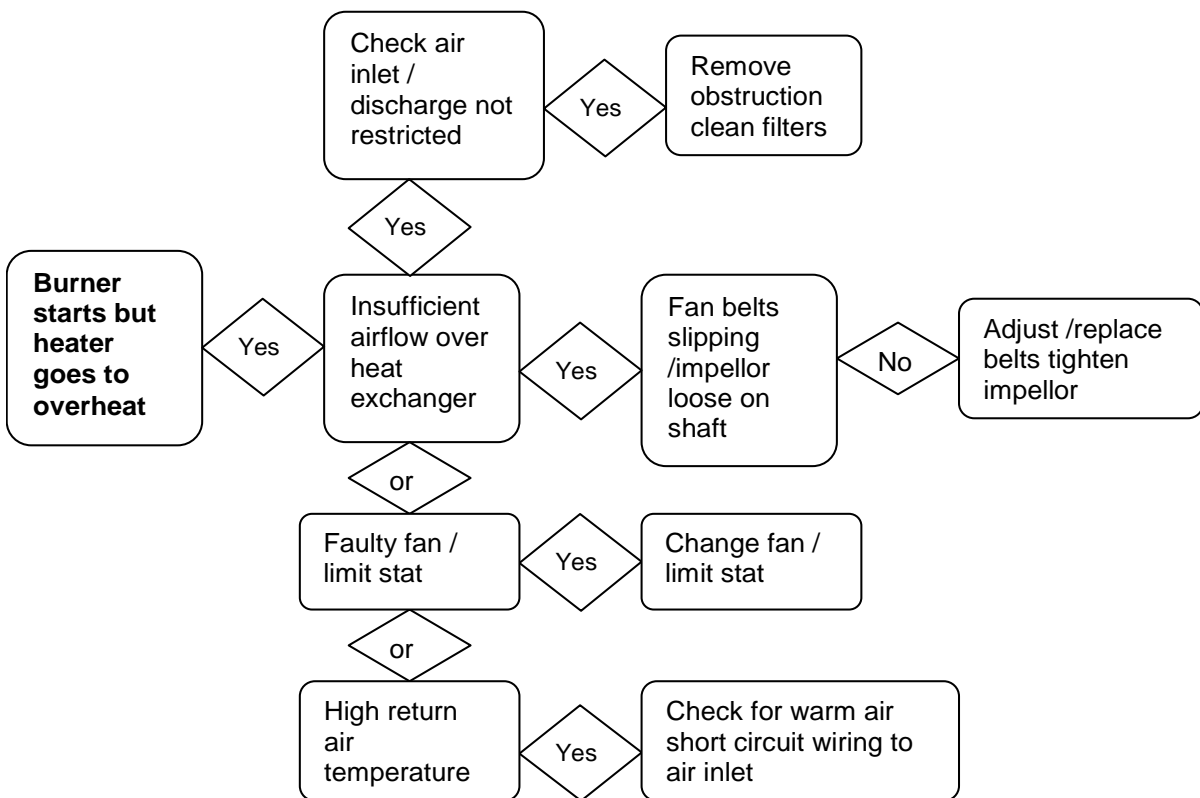 Check air
inlet /
discharge not
restricted
Yes
Remove
obstruction
clean filters
Yes
Burner
starts but
heater
goes to
overheat
Yes
Insufficient
airflow over
heat
exchanger
Yes
Fan belts
slipping
/impellor
loose on
shaft
No
Adjust /replace
belts tighten
impellor
or
Faulty fan /
limit stat
Yes
Change fan /
limit stat
or
High return
air
temperature
Yes
Check for warm air
short circuit wiring to
air inlet